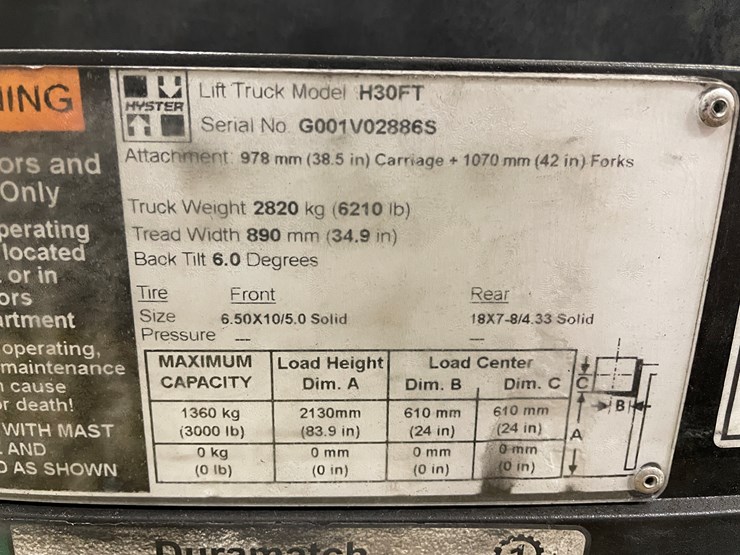 ING
ors and
Only
perating
located
or in
ors
artment
operating,
maintenance
cause
or death!
WITH MAST
AND
AS SHOWN
HYSTER
Lift Truck Model H30FT
Serial No. G001V02886S
Attachment: 978 mm (38.5 in) Carriage + 1070 mm (42 in) Forks
Truck Weight 2820 kg (6210 lb)
Tread Width 890 mm (34.9 in)
Back Tilt 6.0 Degrees
Tire Front Rear
Size 6.50X10/5.0 Solid 18X7-8/4.33 Solid
Pressure --- ---
MAXIMUM CAPACITY
Load Height Dim. A
Load Center
Dim. B Dim. C
1360 kg 2130mm 610 mm 610 mm
(3000 lb) (83.9 in) (24 in) (24 in)
0 kg 0 mm 0 mm 0 mm
(0 lb) (0 in) (0 in) (0 in)
C
B
A
Duramatch